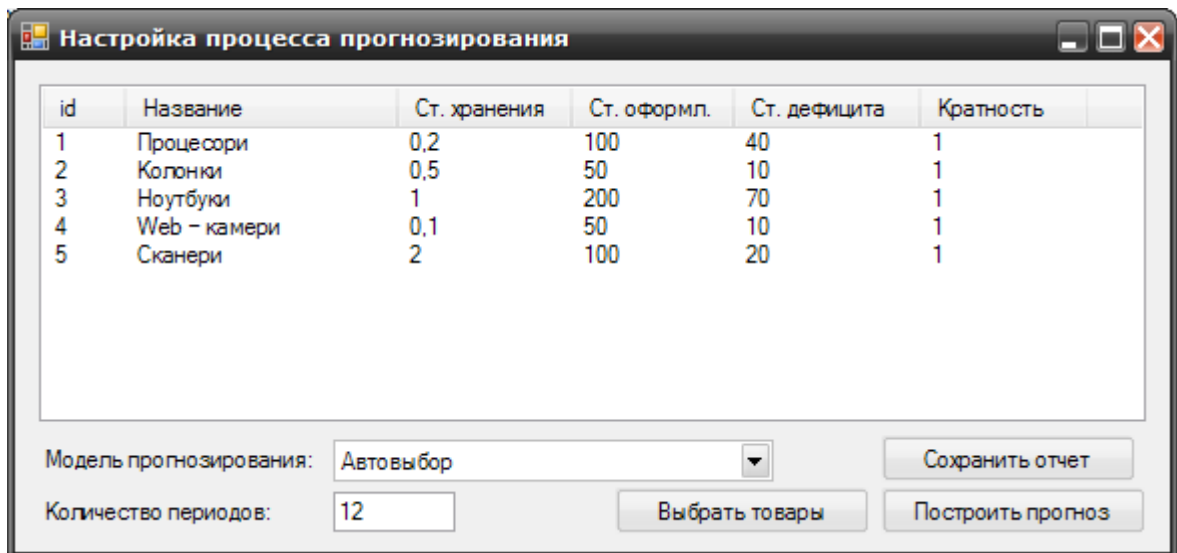 Настройка процесса прогнозирования
id Название Ст. хранения Ст. оформл. Ст. дефицита Кратность
1 Процесори 0,2 100 40 1
2 Колонки 0,5 50 10 1
3 Ноутбуки 1 200 70 1
4 Web - камери 0,1 50 10 1
5 Сканери 2 100 20 1
Модель прогнозирования: Автовыбор Сохранить отчет
Количество периодов: 12 Выбрать товары Построить прогноз